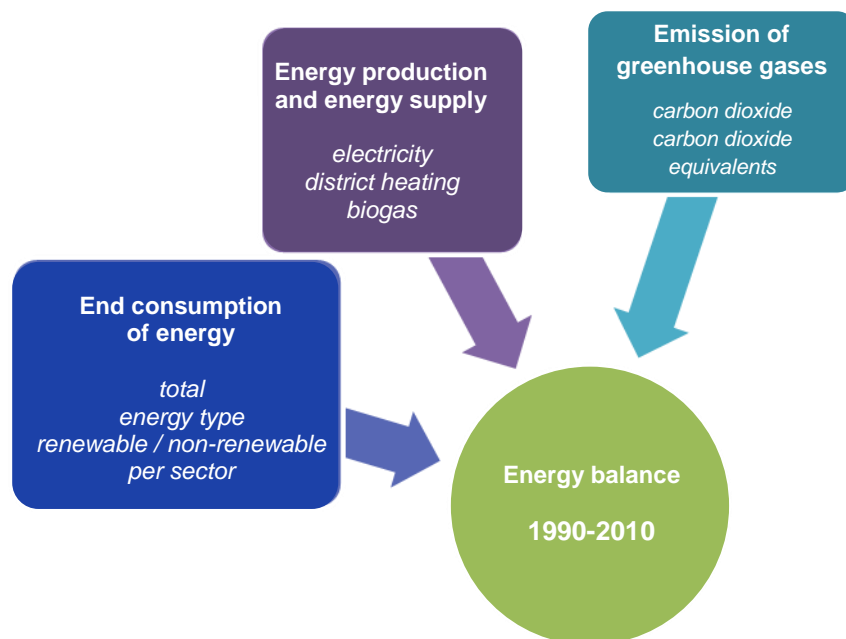 Energy production
and energy supply
electricity
district heating
biogas
Emission of
greenhouse gases
carbon dioxide
carbon dioxide
equivalents
End consumption
of energy
total
energy type
renewable / non-renewable
per sector
Energy balance
1990-2010